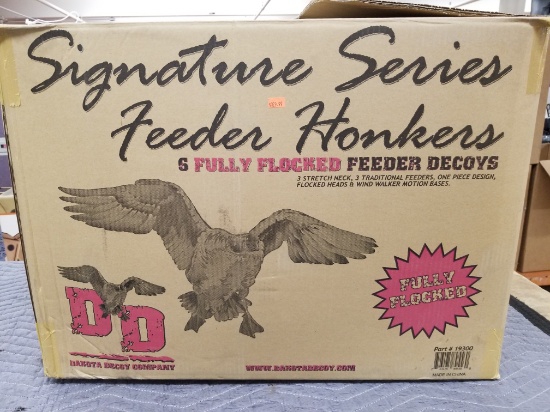 Signature Series
Feeder Honkers
6 FULLY FLOCKED FEEDER DECOYS
3 STRETCH NECK, 3 TRADITIONAL FEEDERS, ONE PIECE DESIGN,
FLOCKED HEADS & WIND WALKER MOTION BASES.
FULLY
FLOCKED
DD
DAKOTA DECOY COMPANY
WWW.DAKOTADECOY.COM
Part # 19300